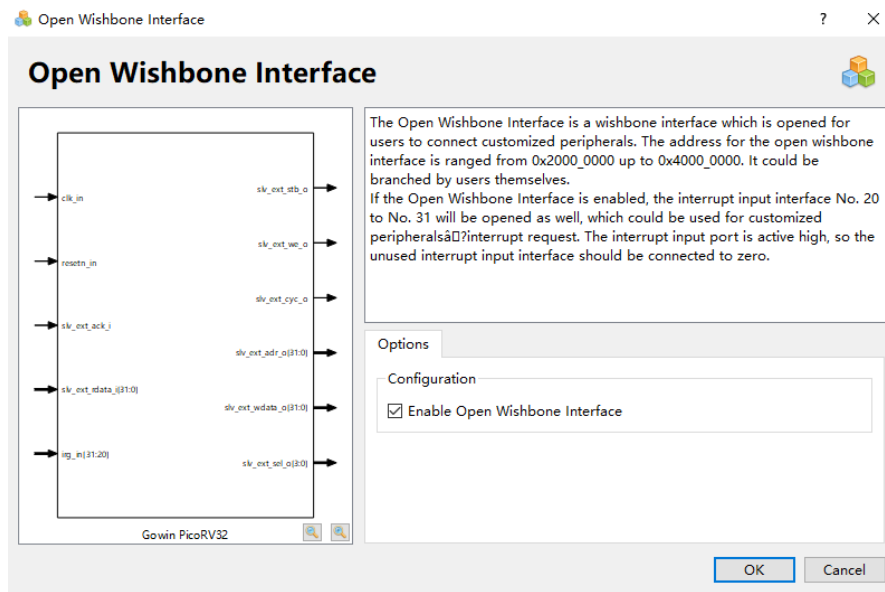 Open Wishbone Interface
?
Open Wishbone Interface
clk_in
resetn_in
slv_ext_ack_i
slv_ext_rdata_i(31:0)
irq_in(31:20)
slv_ext_stb_o
slv_ext_we_o
slv_ext_cyc_o
slv_ext_adr_o(31:0)
slv_ext_wdata_o(31:0)
slv_ext_sel_o(3:0)
Gowin PicoRV32
The Open Wishbone Interface is a wishbone interface which is opened for
users to connect customized peripherals. The address for the open wishbone
interface is ranged from 0x2000_0000 up to 0x4000_0000. It could be
branched by users themselves.
If the Open Wishbone Interface is enabled, the interrupt input interface No. 20
to No. 31 will be opened as well, which could be used for customized
peripheralsâ▯?interrupt request. The interrupt input port is active high, so the
unused interrupt input interface should be connected to zero.
Options
Configuration
Enable Open Wishbone Interface
OK
Cancel